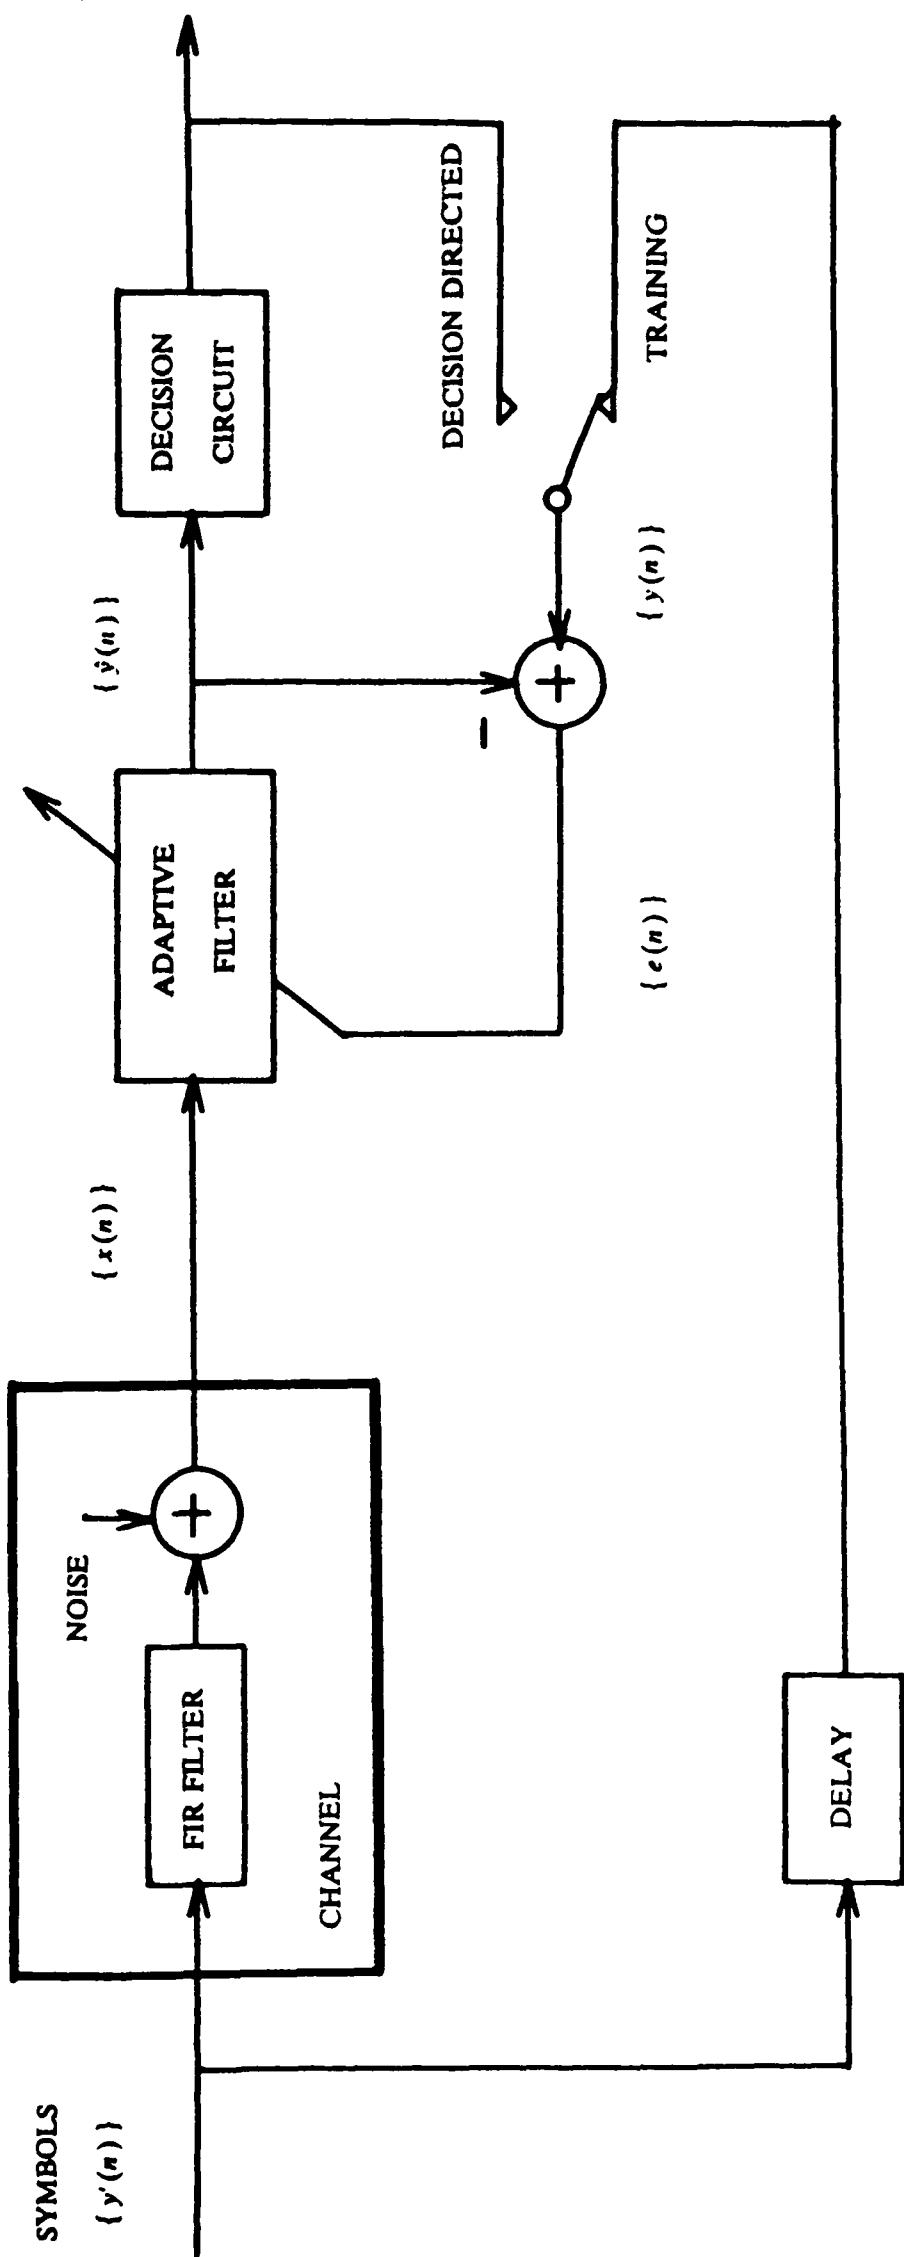 SYMBOLS
{ y'(n) }
FIR FILTER
NOISE
+
CHANNEL
{ x(n) }
ADAPTIVE
FILTER
{ ŷ(n) }
DECISION
CIRCUIT
−
+
{ e(n) }
{ y(n) }
DECISION DIRECTED
TRAINING
DELAY